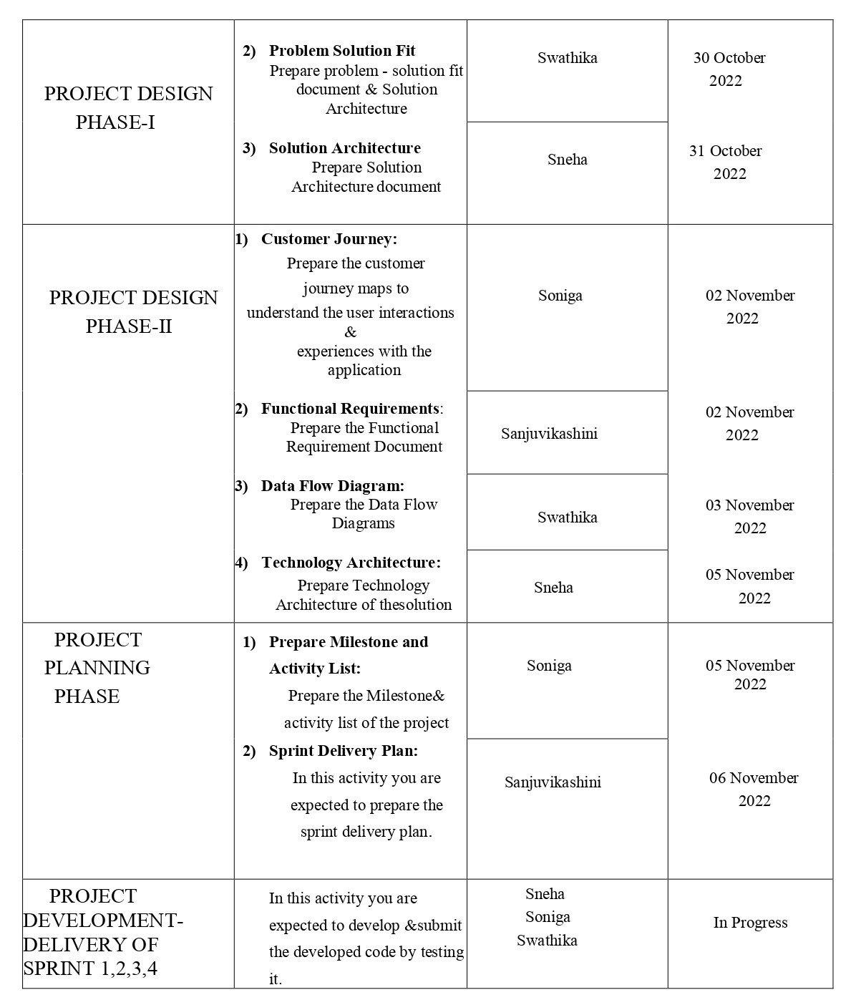 PROJECT DESIGN
PHASE-I
2) Problem Solution Fit
Prepare problem - solution fit
document & Solution
Architecture
Swathika
30 October
2022
3) Solution Architecture
Prepare Solution
Architecture document
Sneha
31 October
2022
PROJECT DESIGN
PHASE-II
1) Customer Journey:
Prepare the customer
journey maps to
understand the user interactions
&
experiences with the
application
Soniga
02 November
2022
2) Functional Requirements:
Prepare the Functional
Requirement Document
Sanjuvikashini
02 November
2022
3) Data Flow Diagram:
Prepare the Data Flow
Diagrams
Swathika
03 November
2022
4) Technology Architecture:
Prepare Technology
Architecture of thesolution
Sneha
05 November
2022
PROJECT
PLANNING
PHASE
1) Prepare Milestone and
Activity List:
Prepare the Milestone&
activity list of the project
Soniga
05 November
2022
2) Sprint Delivery Plan:
In this activity you are
expected to prepare the
sprint delivery plan.
Sanjuvikashini
06 November
2022
PROJECT
DEVELOPMENT-
DELIVERY OF
SPRINT 1,2,3,4
In this activity you are
expected to develop &submit
the developed code by testing
it.
Sneha
Soniga
Swathika
In Progress